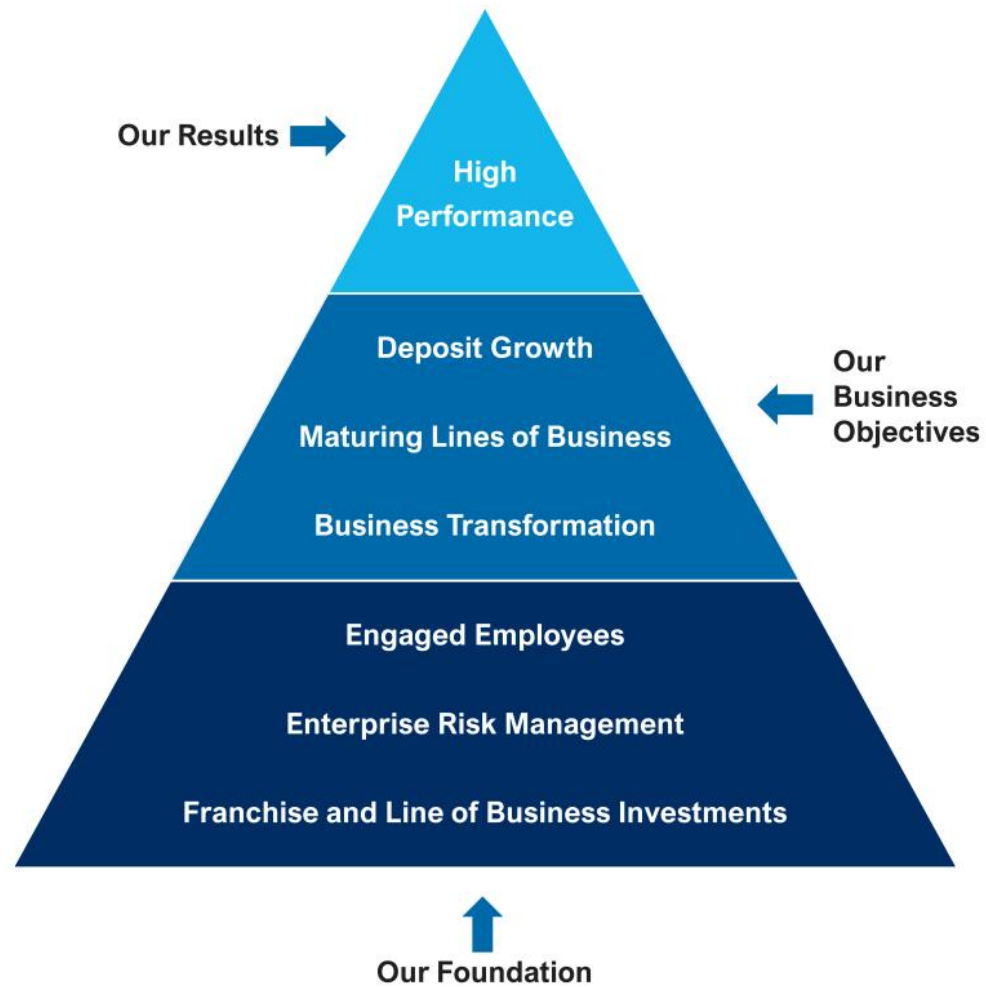 Our Results
High
Performance
Deposit Growth
Our
Business
Objectives
Maturing Lines of Business
Business Transformation
Engaged Employees
Enterprise Risk Management
Franchise and Line of Business Investments
Our Foundation